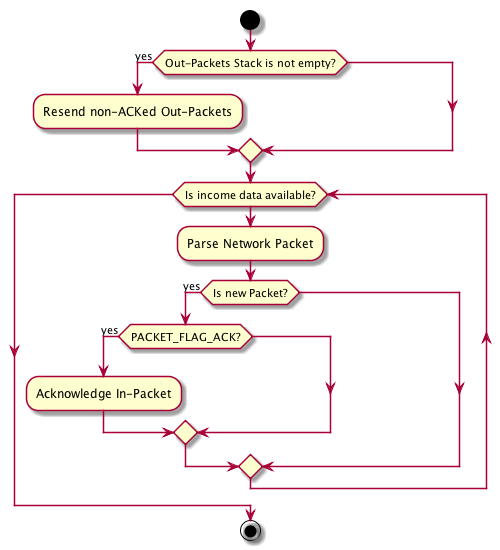 yes
Out-Packets Stack is not empty?
Resend non-ACKed Out-Packets
Is income data available?
Parse Network Packet
yes
Is new Packet?
yes
PACKET_FLAG_ACK?
Acknowledge In-Packet